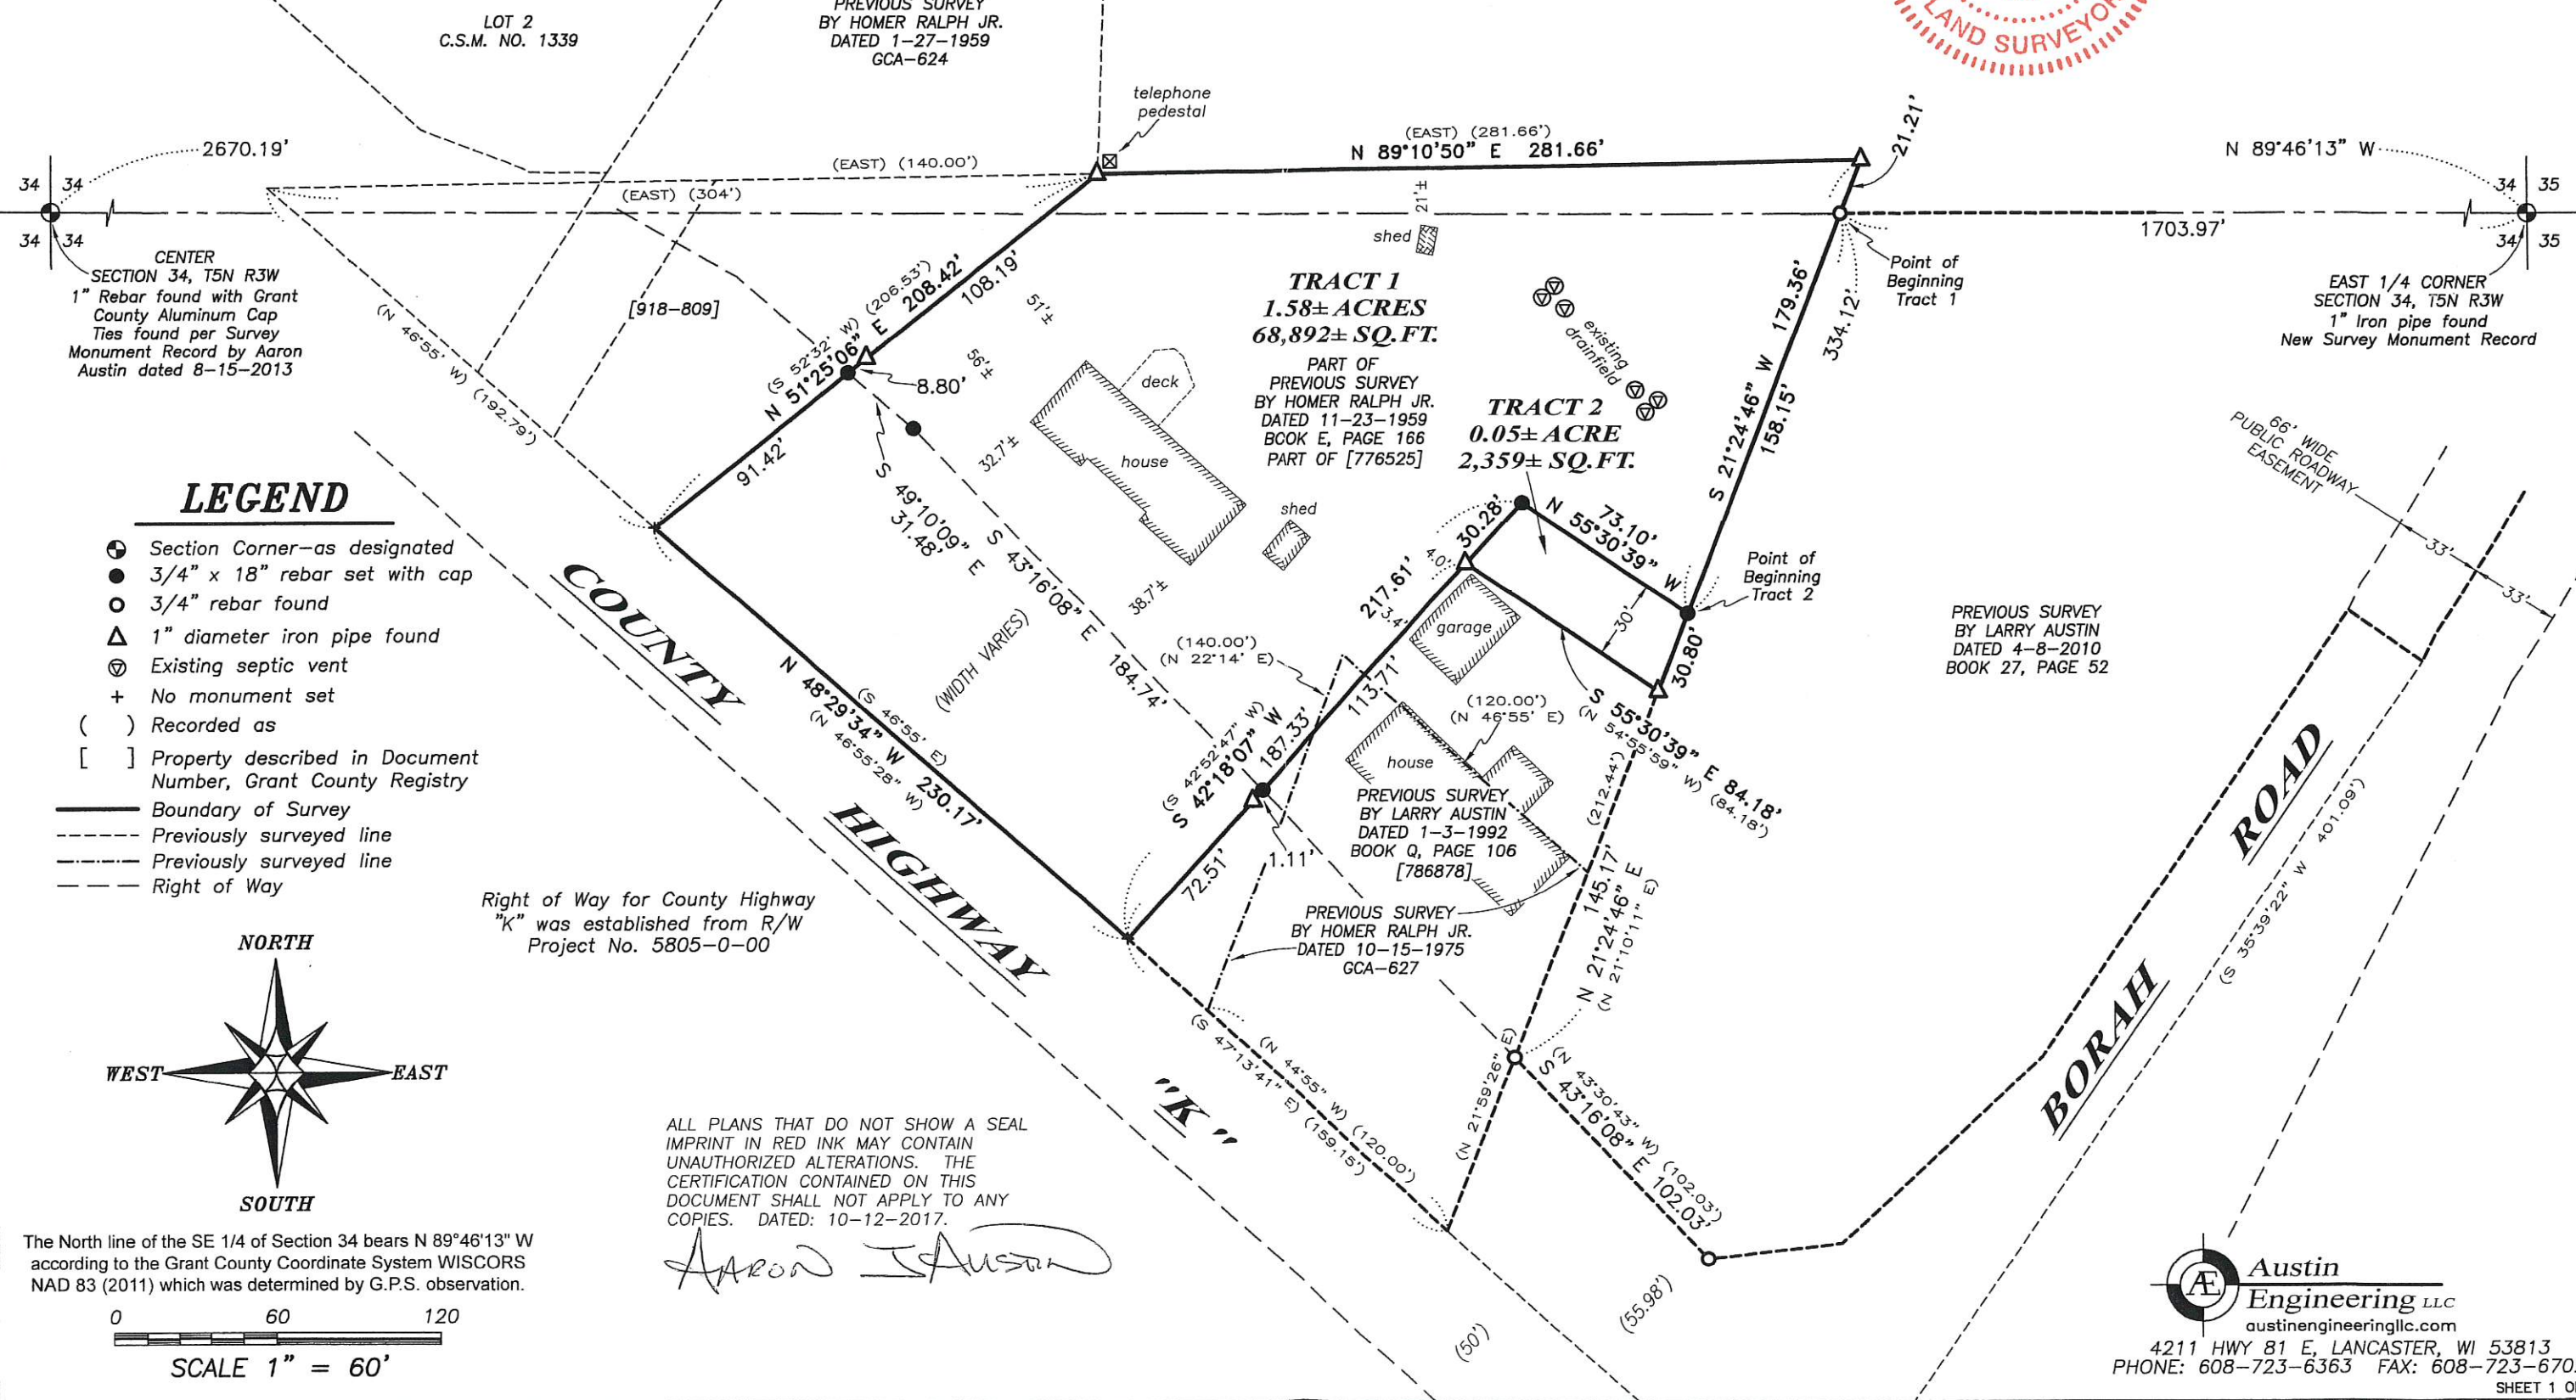 LOT 2
C.S.M. NO. 1339
PREVIOUS SURVEY
BY HOMER RALPH JR.
DATED 1-27-1959
GCA-624
LAND SURVEYOR
telephone
pedestal
2670.19'
34 34
34 34
(EAST) (140.00')
(EAST) (304')
(EAST) (281.66')
N 89°10'50" E 281.66'
21.21'
N 89°46'13" W
34 35
34 35
1703.97'
CENTER
SECTION 34, T5N R3W
1" Rebar found with Grant
County Aluminum Cap
Ties found per Survey
Monument Record by Aaron
Austin dated 8-15-2013
EAST 1/4 CORNER
SECTION 34, T5N R3W
1" Iron pipe found
New Survey Monument Record
Point of
Beginning
Tract 1
[918-809]
(N 46°55' W) (192.79')
(S 52°32' W) (206.53')
N 51°25'06" E 208.42'
108.19'
91.42'
8.80'
51'±
56'±
32.7'±
38.7'±
21'±
shed
deck
house
shed
TRACT 1
1.58± ACRES
68,892± SQ.FT.
PART OF
PREVIOUS SURVEY
BY HOMER RALPH JR.
DATED 11-23-1959
BOOK E, PAGE 166
PART OF [776525]
existing
drainfield
TRACT 2
0.05± ACRE
2,359± SQ.FT.
S 21°24'46" W 179.36'
158.15'
334.12'
66' WIDE
PUBLIC ROADWAY
EASEMENT
33'
33'
S 49°10'09" E
31.48'
S 43°16'08" E 184.74'
(WIDTH VARIES)
30.28'
N 55°30'39" W
73.10'
4.0'
217.61'
3.4'
113.71'
187.33'
garage
30'
30.80'
Point of
Beginning
Tract 2
PREVIOUS SURVEY
BY LARRY AUSTIN
DATED 4-8-2010
BOOK 27, PAGE 52
(140.00')
(N 22°14' E)
(120.00')
(N 46°55' E)
S 55°30'39" E 84.18'
(N 54°55'59" W) (84.18')
(S 42°52'47" W)
S 42°18'07" W
72.51'
1.11'
house
PREVIOUS SURVEY
BY LARRY AUSTIN
DATED 1-3-1992
BOOK Q, PAGE 106
[786878]
PREVIOUS SURVEY
BY HOMER RALPH JR.
DATED 10-15-1975
GCA-627
(212.44')
145.17'
N 21°24'46" E
(N 21°10'11" E)
(N 21°59'26" E)
(S 46°55' E)
N 48°29'34" W 230.17'
(N 46°55'28" W)
(N 44°55' W) (120.00')
(S 47°13'41" E) (159.15')
(N 43°30'43" W) (102.03')
S 43°16'08" E 102.03'
(S 35°39'22" W 401.09')
(55.98')
(50')
COUNTY
HIGHWAY
"K"
BORAH ROAD
LEGEND
Section Corner-as designated
3/4" x 18" rebar set with cap
3/4" rebar found
1" diameter iron pipe found
Existing septic vent
+ No monument set
( ) Recorded as
[ ] Property described in Document
Number, Grant County Registry
Boundary of Survey
Previously surveyed line
Previously surveyed line
Right of Way
Right of Way for County Highway
"K" was established from R/W
Project No. 5805-0-00
NORTH
WEST
EAST
SOUTH
The North line of the SE 1/4 of Section 34 bears N 89°46'13" W
according to the Grant County Coordinate System WISCORS
NAD 83 (2011) which was determined by G.P.S. observation.
0 60 120
SCALE 1" = 60'
ALL PLANS THAT DO NOT SHOW A SEAL
IMPRINT IN RED INK MAY CONTAIN
UNAUTHORIZED ALTERATIONS. THE
CERTIFICATION CONTAINED ON THIS
DOCUMENT SHALL NOT APPLY TO ANY
COPIES. DATED: 10-12-2017.
AARON J AUSTIN
AE
Austin
Engineering LLC
austinengineeringllc.com
4211 HWY 81 E, LANCASTER, WI 53813
PHONE: 608-723-6363 FAX: 608-723-670
SHEET 1 O